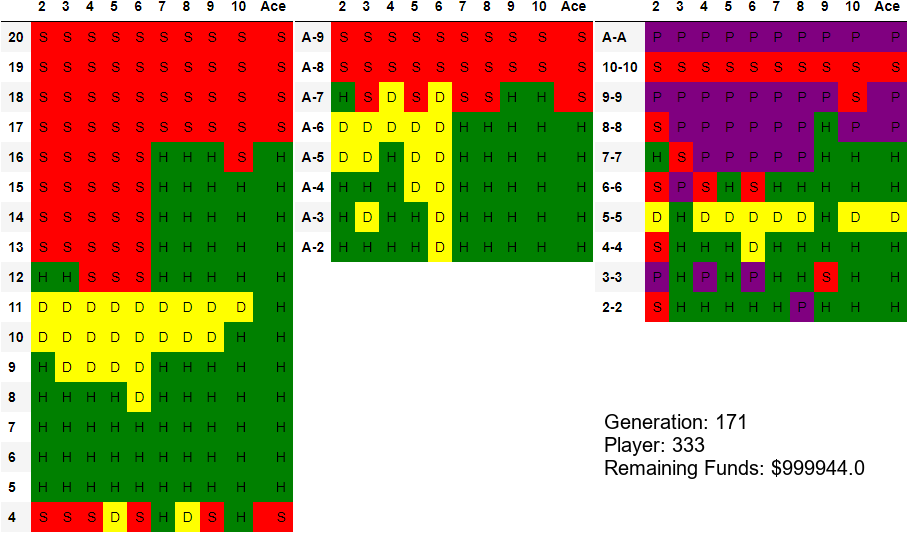 2 3 4 5 6 7 8 9 10 Ace 2 3 4 5 6 7 8 9 10 Ace 2 3 4 5 6 7 8 9 10 Ace
20 S S S S S S S S S S A-9 S S S S S S S S S S A-A P P P P P P P P P P
19 S S S S S S S S S S A-8 S S S S S S S S S S 10-10 S S S S S S S S S S
18 S S S S S S S S S S A-7 H S D S D S S H H S 9-9 P P P P P P P P S P
17 S S S S S S S S S S A-6 D D D D D H H H H H 8-8 S P P P P P P H P P
16 S S S S S H H H S H A-5 D D H D D H H H H H 7-7 H S P P P P P H H H
15 S S S S S H H H H H A-4 H H H D D H H H H H 6-6 S P S H S H H H H H
14 S S S S S H H H H H A-3 H D H H D H H H H H 5-5 D H D D D D D H D D
13 S S S S S H H H H H A-2 H H H H D H H H H H 4-4 S H H H D H H H H H
12 H H S S S H H H H H 3-3 P H P H P H H S H H
11 D D D D D D D D D H 2-2 S H H H H H P H H H
10 D D D D D D D D H H
9 H D D D D H H H H H
8 H H H H D H H H H H
7 H H H H H H H H H H
6 H H H H H H H H H H
5 H H H H H H H H H H
4 S S S D S H D S H S
Generation: 171
Player: 333
Remaining Funds: $999944.0